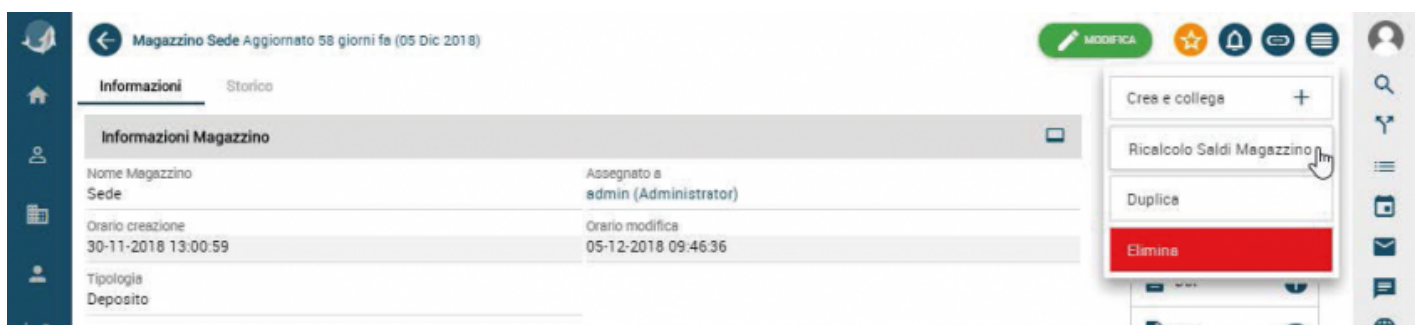 Magazzino Sede Aggiornato 58 giorni fa (05 Dic 2018)
MODIFICA
Informazioni Storico
Crea e collega
Informazioni Magazzino
Ricalcolo Saldi Magazzino
Nome Magazzino Assegnato a
Sede admin (Administrator)
Duplica
Orario creazione Orario modifica
30-11-2018 13:00:59 05-12-2018 09:46:36
Elimina
Tipologia
Deposito